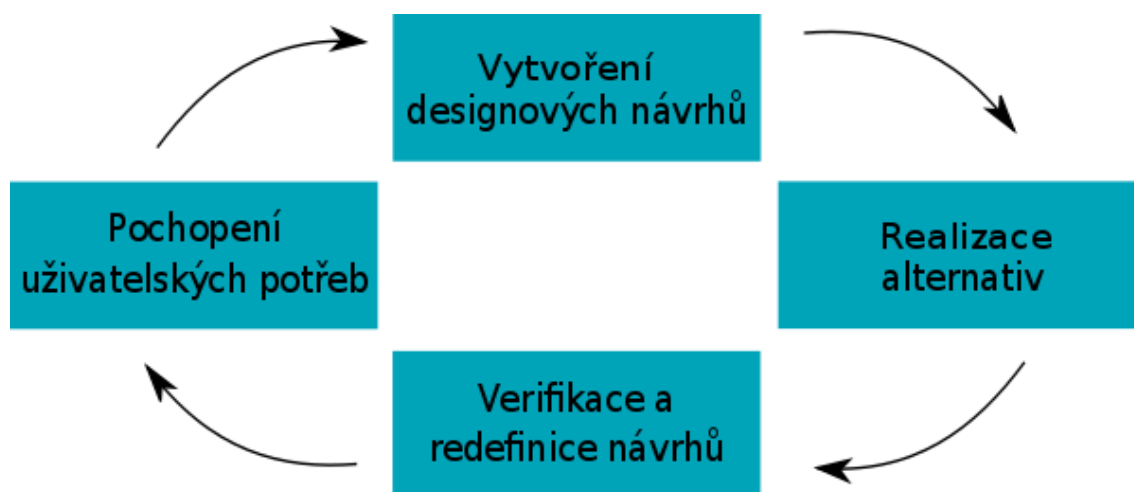 Vytvoření
designových návrhů
Pochopení
uživatelských potřeb
Realizace
alternativ
Verifikace a
redefinice návrhů